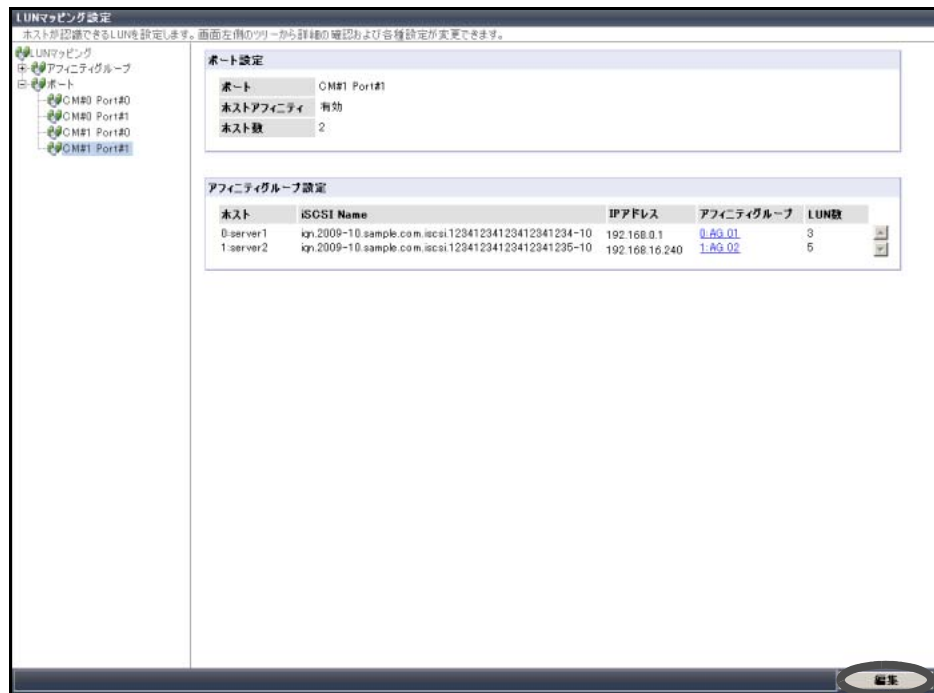 LUNマッピング設定
ホストが認識できるLUNを設定します。画面左側のツリーから詳細の確認および各種設定が変更できます。
LUNマッピング
アフィニティグループ
ポート
CM#0 Port#0
CM#0 Port#1
CM#1 Port#0
CM#1 Port#1
ポート設定
ポート CM#1 Port#1
ホストアフィニティ 有効
ホスト数 2
アフィニティグループ設定
ホスト iSCSI Name IPアドレス アフィニティグループ LUN数
0:server1 iqn.2009-10.sample.com.iscsi.12341234123412341234-10 192.168.0.1 0:AG 01 3
1:server2 iqn.2009-10.sample.com.iscsi.12341234123412341235-10 192.168.16.240 1:AG 02 5
編集